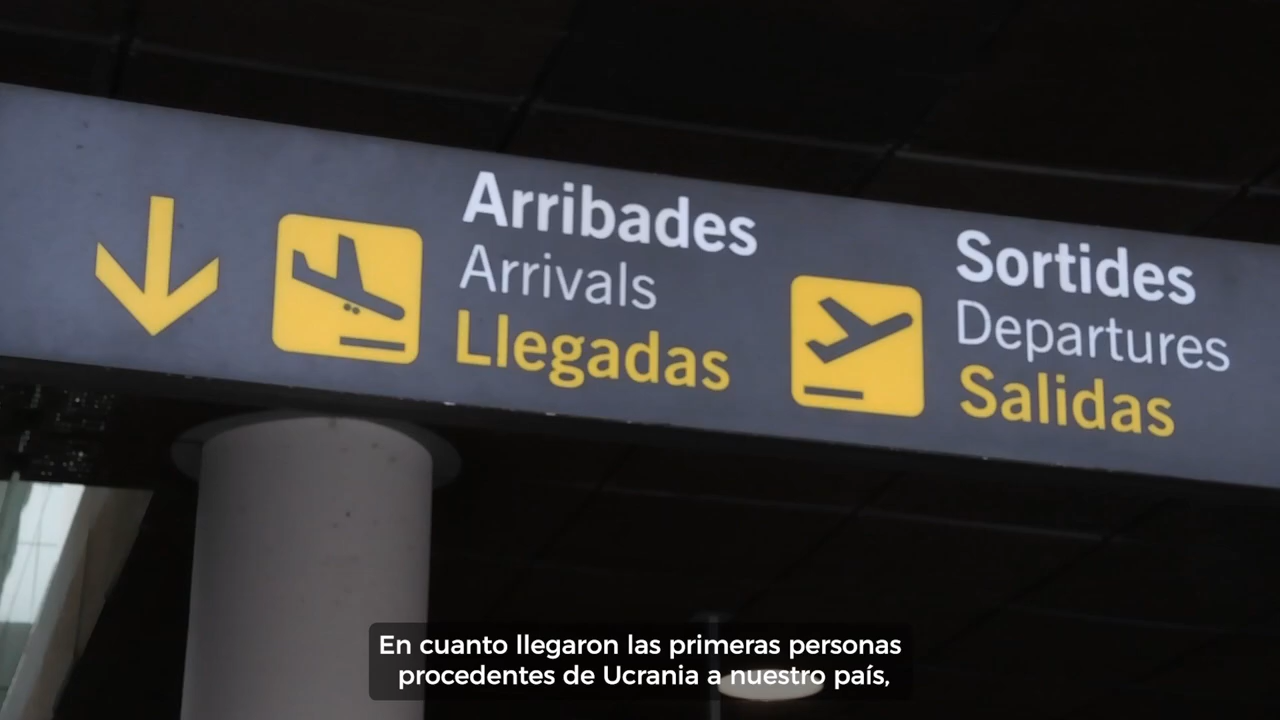 Arribades
Arrivals
Llegadas
Sortides
Departures
Salidas
En cuanto llegaron las primeras personas
procedentes de Ucrania a nuestro país,